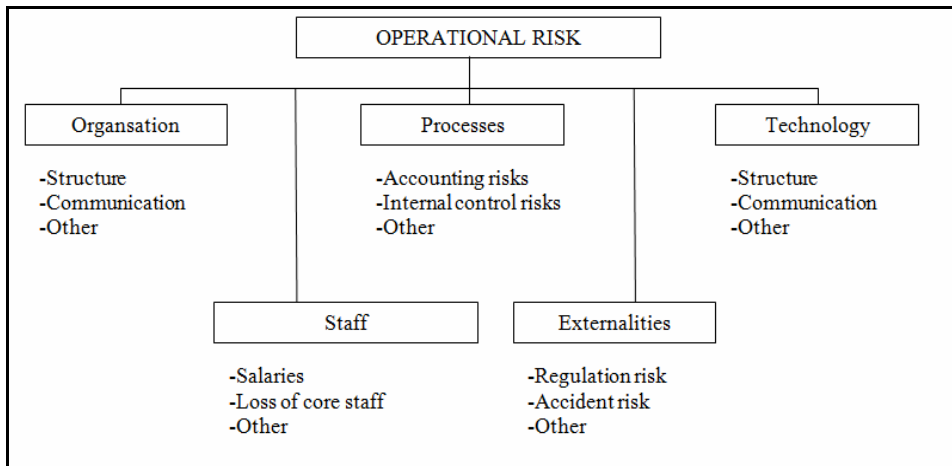 OPERATIONAL RISK
Organsation
-Structure
-Communication
-Other
Processes
-Accounting risks
-Internal control risks
-Other
Technology
-Structure
-Communication
-Other
Staff
-Salaries
-Loss of core staff
-Other
Externalities
-Regulation risk
-Accident risk
-Other